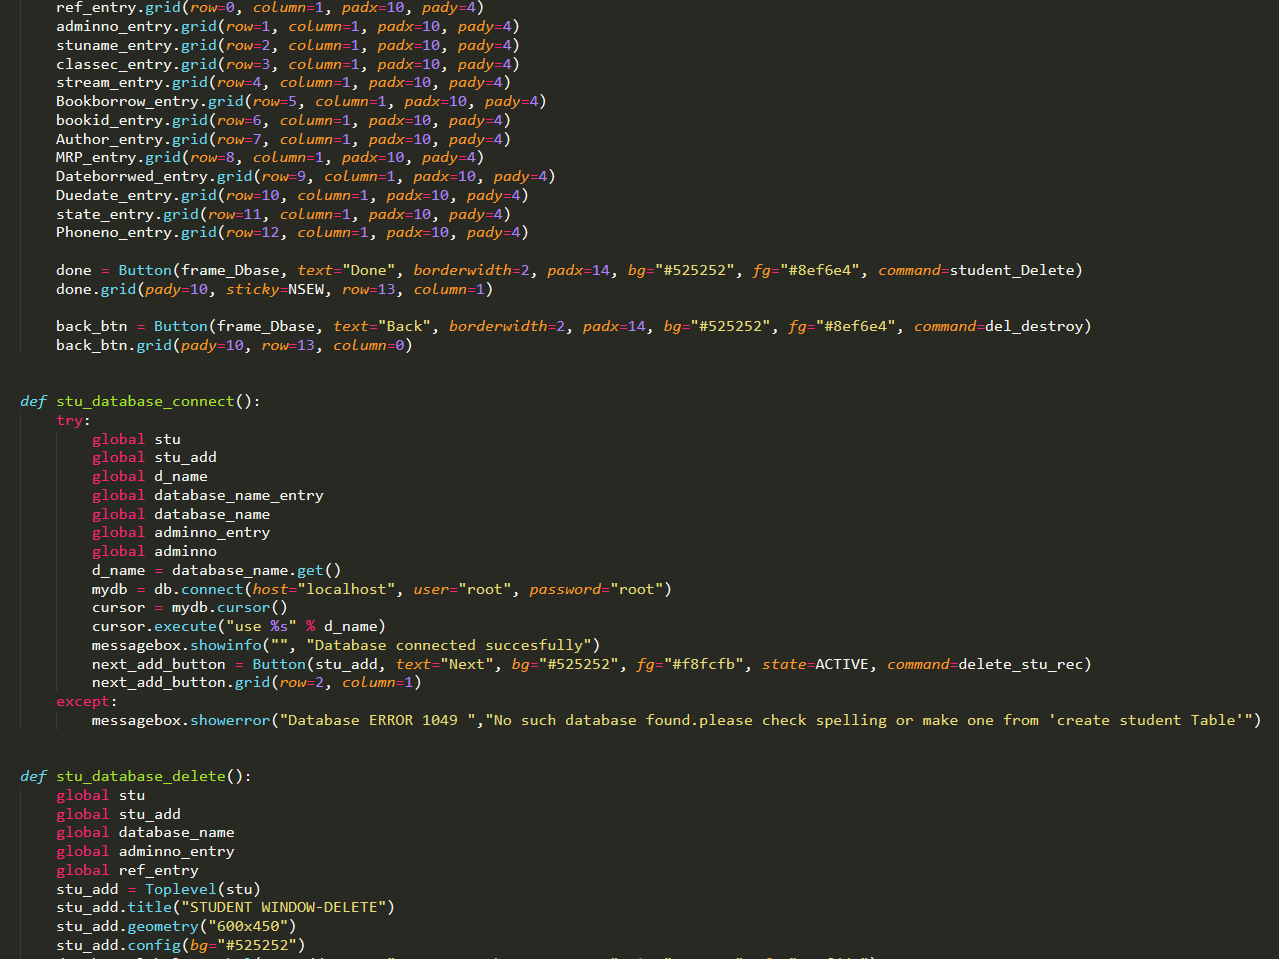 ref_entry.grid(row=0, column=1, padx=10, pady=4)
adminno_entry.grid(row=1, column=1, padx=10, pady=4)
stuname_entry.grid(row=2, column=1, padx=10, pady=4)
classec_entry.grid(row=3, column=1, padx=10, pady=4)
stream_entry.grid(row=4, column=1, padx=10, pady=4)
Bookborrow_entry.grid(row=5, column=1, padx=10, pady=4)
bookid_entry.grid(row=6, column=1, padx=10, pady=4)
Author_entry.grid(row=7, column=1, padx=10, pady=4)
MRP_entry.grid(row=8, column=1, padx=10, pady=4)
Dateborrwed_entry.grid(row=9, column=1, padx=10, pady=4)
Duedate_entry.grid(row=10, column=1, padx=10, pady=4)
state_entry.grid(row=11, column=1, padx=10, pady=4)
Phoneno_entry.grid(row=12, column=1, padx=10, pady=4)
done = Button(frame_Dbase, text="Done", borderwidth=2, padx=14, bg="#525252", fg="#8ef6e4", command=student_Delete)
done.grid(pady=10, sticky=NSEW, row=13, column=1)
back_btn = Button(frame_Dbase, text="Back", borderwidth=2, padx=14, bg="#525252", fg="#8ef6e4", command=del_destroy)
back_btn.grid(pady=10, row=13, column=0)
def stu_database_connect():
try:
global stu
global stu_add
global d_name
global database_name_entry
global database_name
global adminno_entry
global adminno
d_name = database_name.get()
mydb = db.connect(host="localhost", user="root", password="root")
cursor = mydb.cursor()
cursor.execute("use %s" % d_name)
messagebox.showinfo("", "Database connected succesfully")
next_add_button = Button(stu_add, text="Next", bg="#525252", fg="#f8fcfb", state=ACTIVE, command=delete_stu_rec)
next_add_button.grid(row=2, column=1)
except:
messagebox.showerror("Database ERROR 1049 ","No such database found.please check spelling or make one from 'create student Table'")
def stu_database_delete():
global stu
global stu_add
global database_name
global adminno_entry
global ref_entry
stu_add = Toplevel(stu)
stu_add.title("STUDENT WINDOW-DELETE")
stu_add.geometry("600x450")
stu_add.config(bg="#525252")